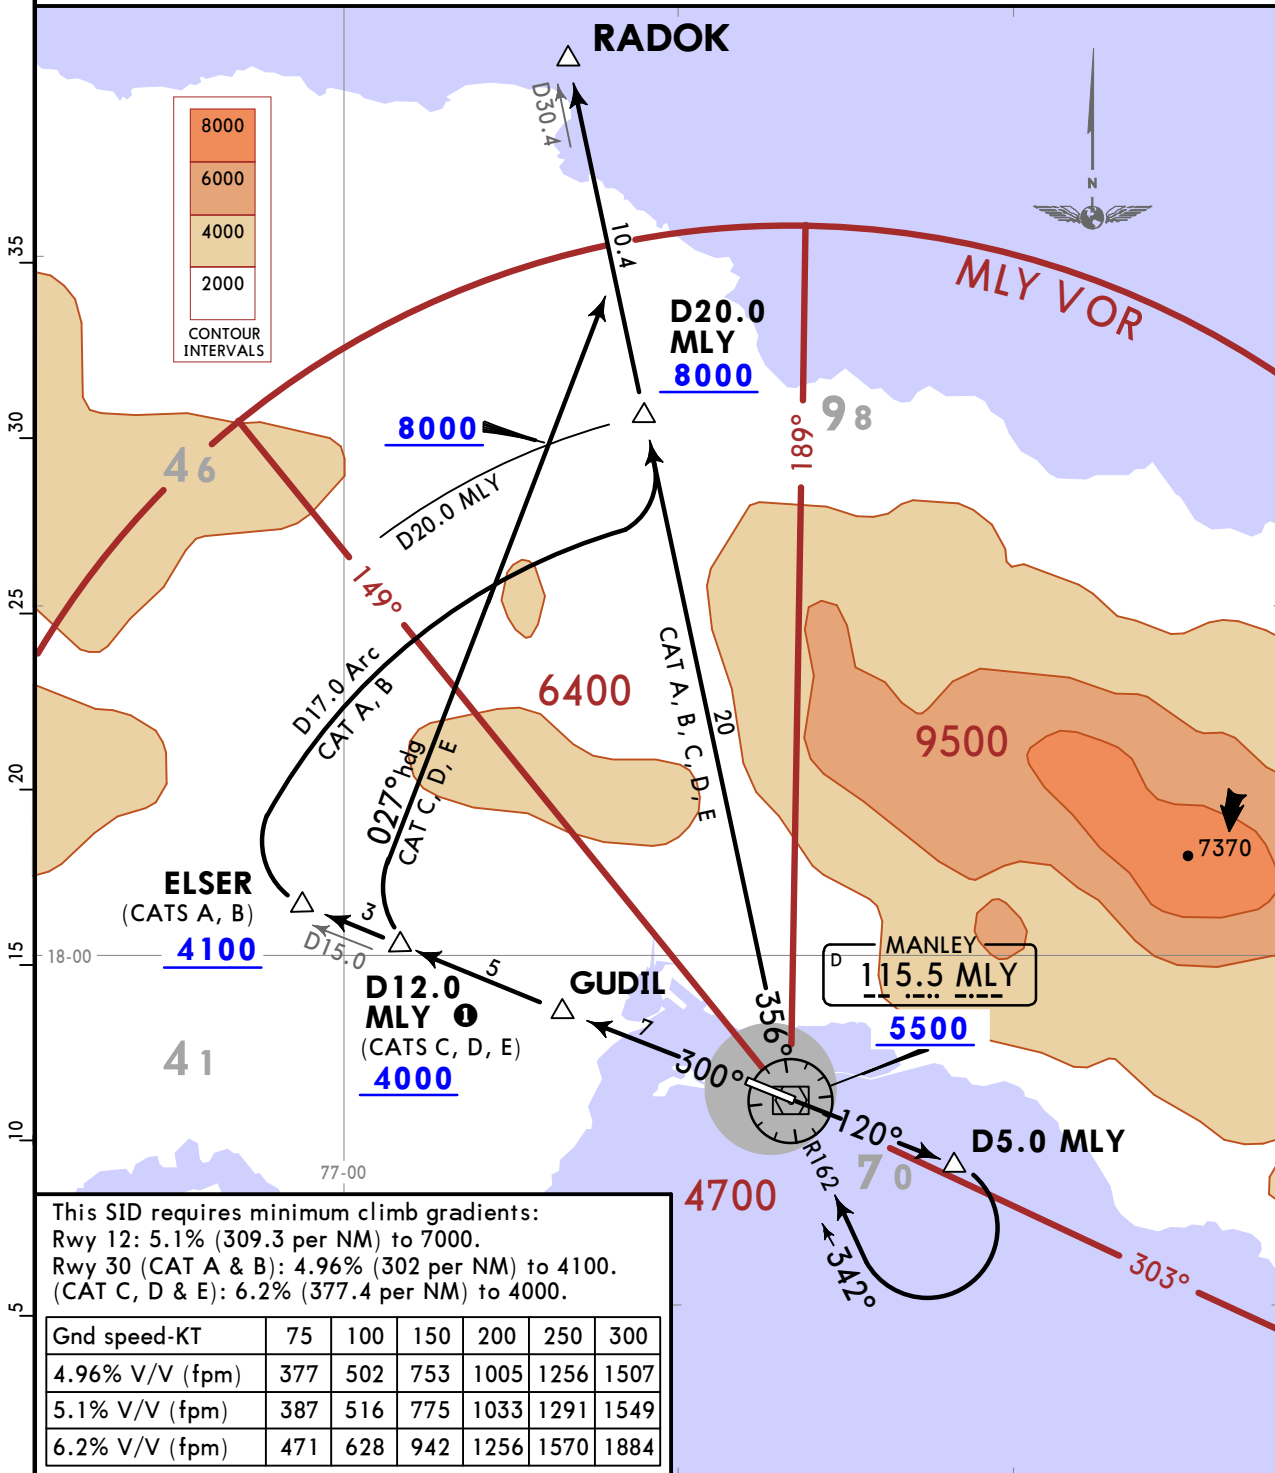 RADOK
D30.4
8000
6000
4000
2000
CONTOUR
INTERVALS
N
35
10.4
MLY VOR
D20.0
MLY
8000
30
8000
46
98
189°
D20.0 MLY
149°
25
D17.0 Arc
CAT A, B
6400
CAT A, B, C, D, E
20
9500
027° hdg
CAT C, D, E
20
7370
ELSER
(CATS A, B)
4100
3
D15.0
15
18-00
5
D12.0
MLY ❶
(CATS C, D, E)
4000
GUDIL
7
MANLEY
D
115.5 MLY
5500
356°
300°
41
10
120°
D5.0 MLY
R162
70
4700
342°
303°
77-00
5
This SID requires minimum climb gradients:
Rwy 12: 5.1% (309.3 per NM) to 7000.
Rwy 30 (CAT A & B): 4.96% (302 per NM) to 4100.
(CAT C, D & E): 6.2% (377.4 per NM) to 4000.
Gnd speed-KT 75 100 150 200 250 300
4.96% V/V (fpm) 377 502 753 1005 1256 1507
5.1% V/V (fpm) 387 516 775 1033 1291 1549
6.2% V/V (fpm) 471 628 942 1256 1570 1884